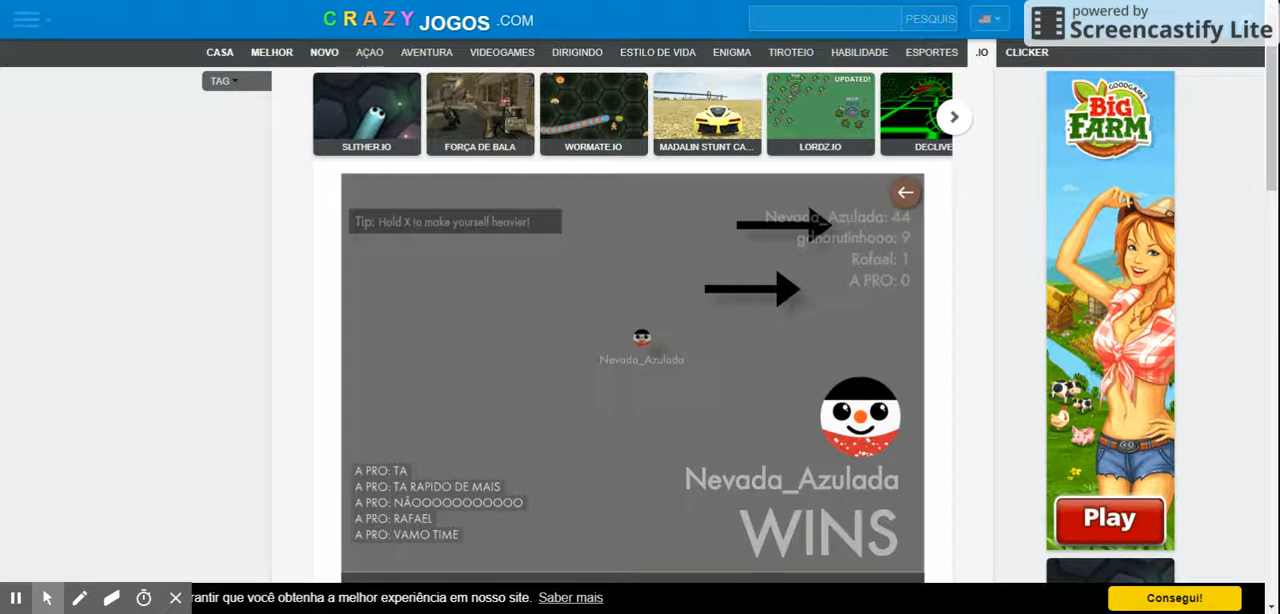 CRAZY JOGOS .COM
PESQUIS
powered by
Screencastify Lite
CASA MELHOR NOVO AÇAO AVENTURA VIDEOGAMES DIRIGINDO ESTILO DE VIDA ENIGMA TIROTEIO HABILIDADE ESPORTES .IO CLICKER
TAG
UPDATED!
SLITHER.IO FORÇA DE BALA WORMATE.IO MADALIN STUNT CA... LORDZ.IO DECLIVE
GOODGAME
BIG
FARM
Tip: Hold X to make yourself heavier!
Nevada_Azulada: 44
gdnarutinhooo: 9
Rafael: 1
A PRO: 0
Nevada_Azulada
A PRO: TA
A PRO: TA RAPIDO DE MAIS
A PRO: NÃOOOOOOOOOOO
A PRO: RAFAEL
A PRO: VAMO TIME
Nevada_Azulada
WINS
Play
rantir que você obtenha a melhor experiência em nosso site. Saber mais
Consegui!